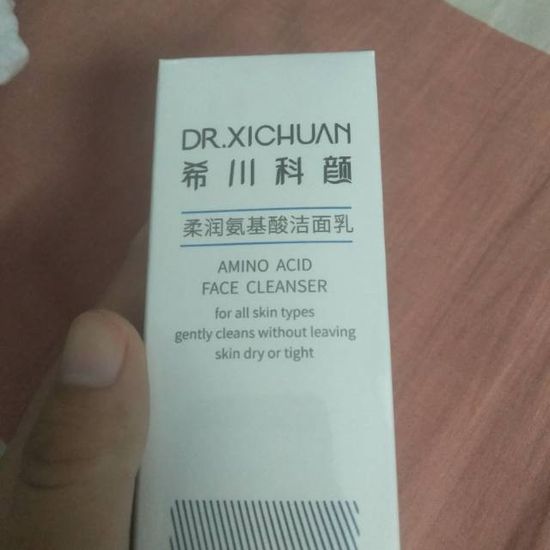 DR.XICHUAN
希川科颜
柔润氨基酸洁面乳
AMINO ACID
FACE CLEANSER
for all skin types
gently cleans without leaving
skin dry or tight